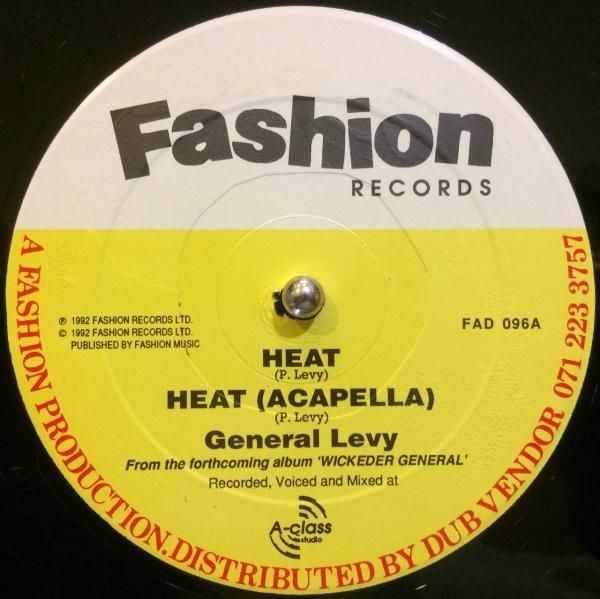 Fashion
RECORDS
℗ 1992 FASHION RECORDS LTD.
© 1992 FASHION RECORDS LTD.
PUBLISHED BY FASHION MUSIC
FAD 096A
HEAT
(P. Levy)
HEAT (ACAPELLA)
(P. Levy)
General Levy
From the forthcoming album 'WICKEDER GENERAL'
Recorded, Voiced and Mixed at
A-class
studio
A FASHION PRODUCTION.DISTRIBUTED BY DUB VENDOR 071 223 3757